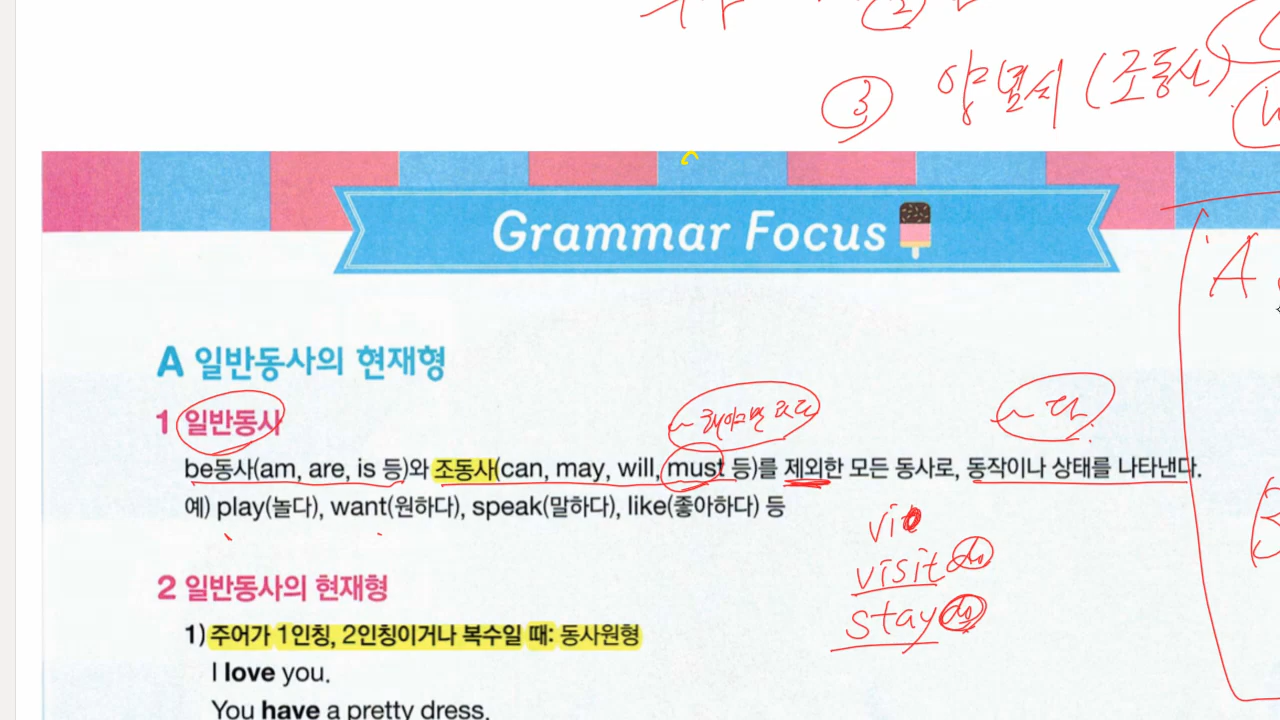 ③ 양념씨 (조동사)
Grammar Focus
A
A 일반동사의 현재형
1 일반동사
~해야만 한다
~다
be동사(am, are, is 등)와 조동사(can, may, will, must 등)를 제외한 모든 동사로, 동작이나 상태를 나타낸다.
예) play(놀다), want(원하다), speak(말하다), like(좋아하다) 등
vi
visit do
stay do
2 일반동사의 현재형
1) 주어가 1인칭, 2인칭이거나 복수일 때: 동사원형
I love you.
You have a pretty dress.